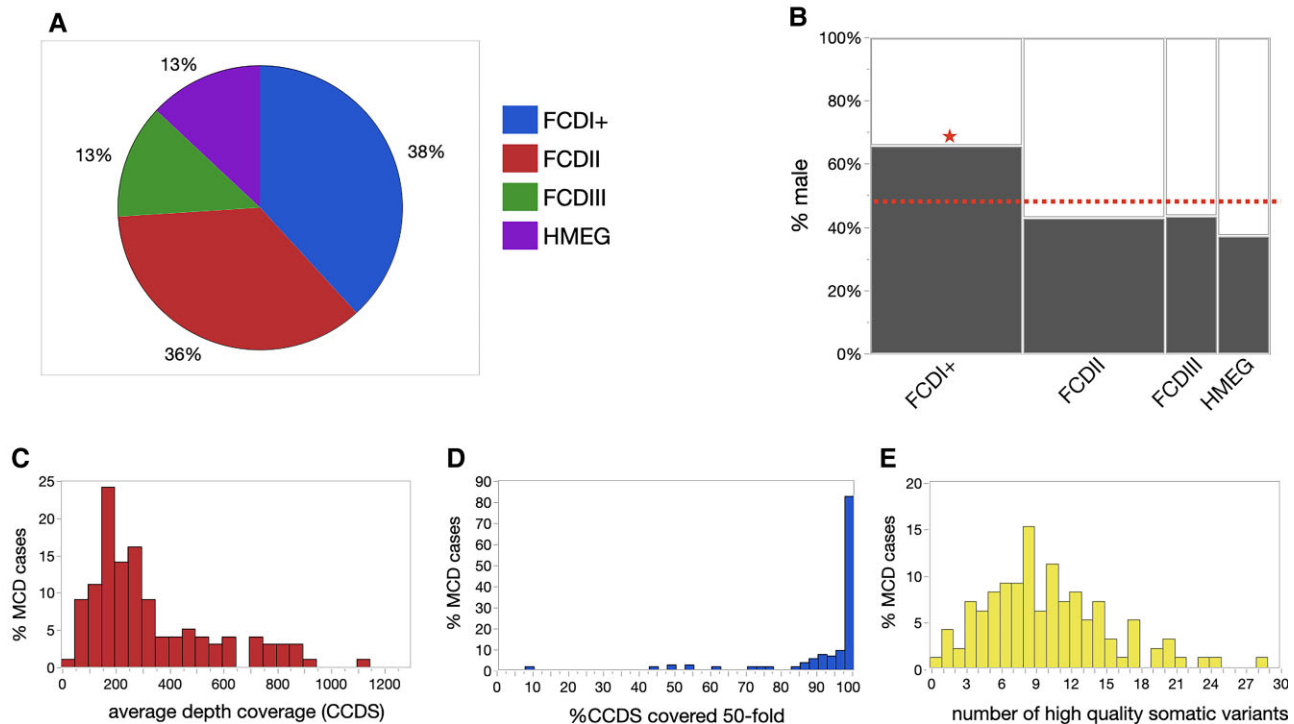 A
13%
13%
38%
36%
FCDI+
FCDII
FCDIII
HMEG
B
% male
100%
80%
60%
40%
20%
0%
FCDI+
FCDII
FCDIII
HMEG
C
% MCD cases
25
20
15
10
5
0
0 200 400 600 800 1000 1200
average depth coverage (CCDS)
D
% MCD cases
90
80
70
60
50
40
30
20
10
0
0 10 20 30 40 50 60 70 80 90 100
%CCDS covered 50-fold
E
% MCD cases
20
15
10
5
0
0 3 6 9 12 15 18 21 24 27 30
number of high quality somatic variants